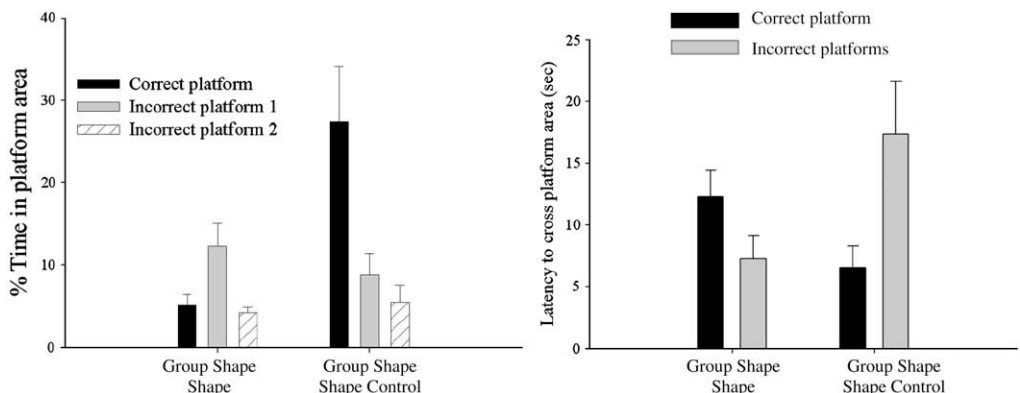 % Time in platform area
40
30
20
10
0
Correct platform
Incorrect platform 1
Incorrect platform 2
Group Shape
Shape
Group Shape
Shape Control
Correct platform
Incorrect platforms
Latency to cross platform area (sec)
25
20
15
10
5
0
Group Shape
Shape
Group Shape
Shape Control